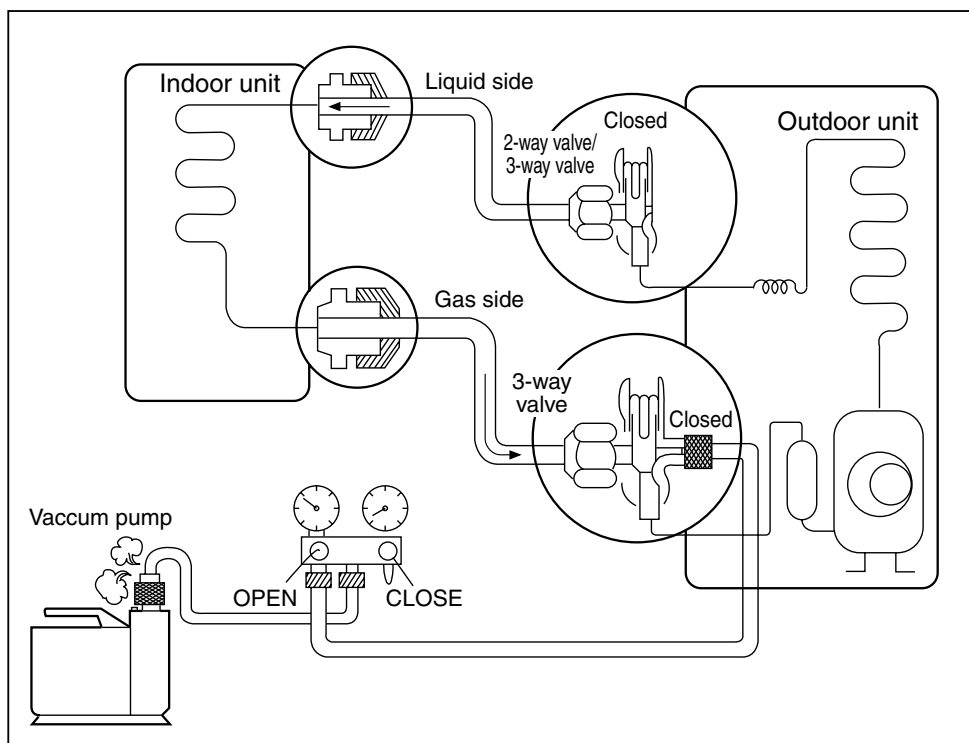 Indoor unit
Liquid side
Closed
2-way valve/
3-way valve
Outdoor unit
Gas side
3-way
valve
Closed
Vaccum pump
OPEN
CLOSE